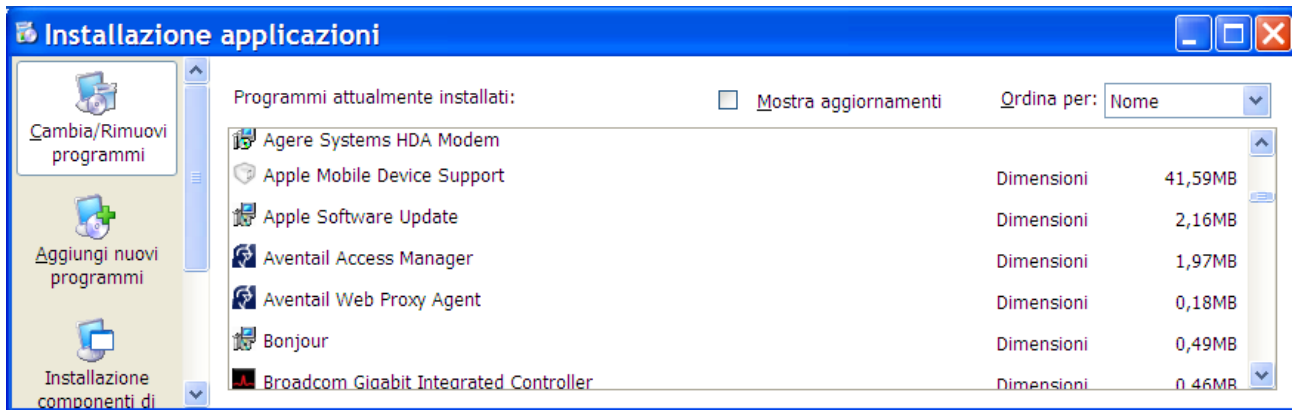 Installazione applicazioni
Cambia/Rimuovi
programmi
Aggiungi nuovi
programmi
Installazione
componenti di
Programmi attualmente installati:
Mostra aggiornamenti
Ordina per: Nome
Agere Systems HDA Modem
Apple Mobile Device Support Dimensioni 41,59MB
Apple Software Update Dimensioni 2,16MB
Aventail Access Manager Dimensioni 1,97MB
Aventail Web Proxy Agent Dimensioni 0,18MB
Bonjour Dimensioni 0,49MB
Broadcom Gigabit Integrated Controller Dimensioni 0,46MB